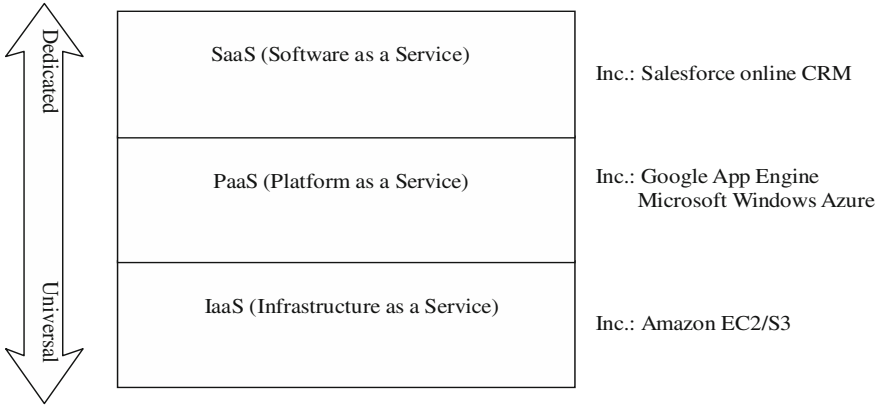 Dedicated
SaaS (Software as a Service)
Inc.: Salesforce online CRM
PaaS (Platform as a Service)
Inc.: Google App Engine
Microsoft Windows Azure
Universal
IaaS (Infrastructure as a Service)
Inc.: Amazon EC2/S3